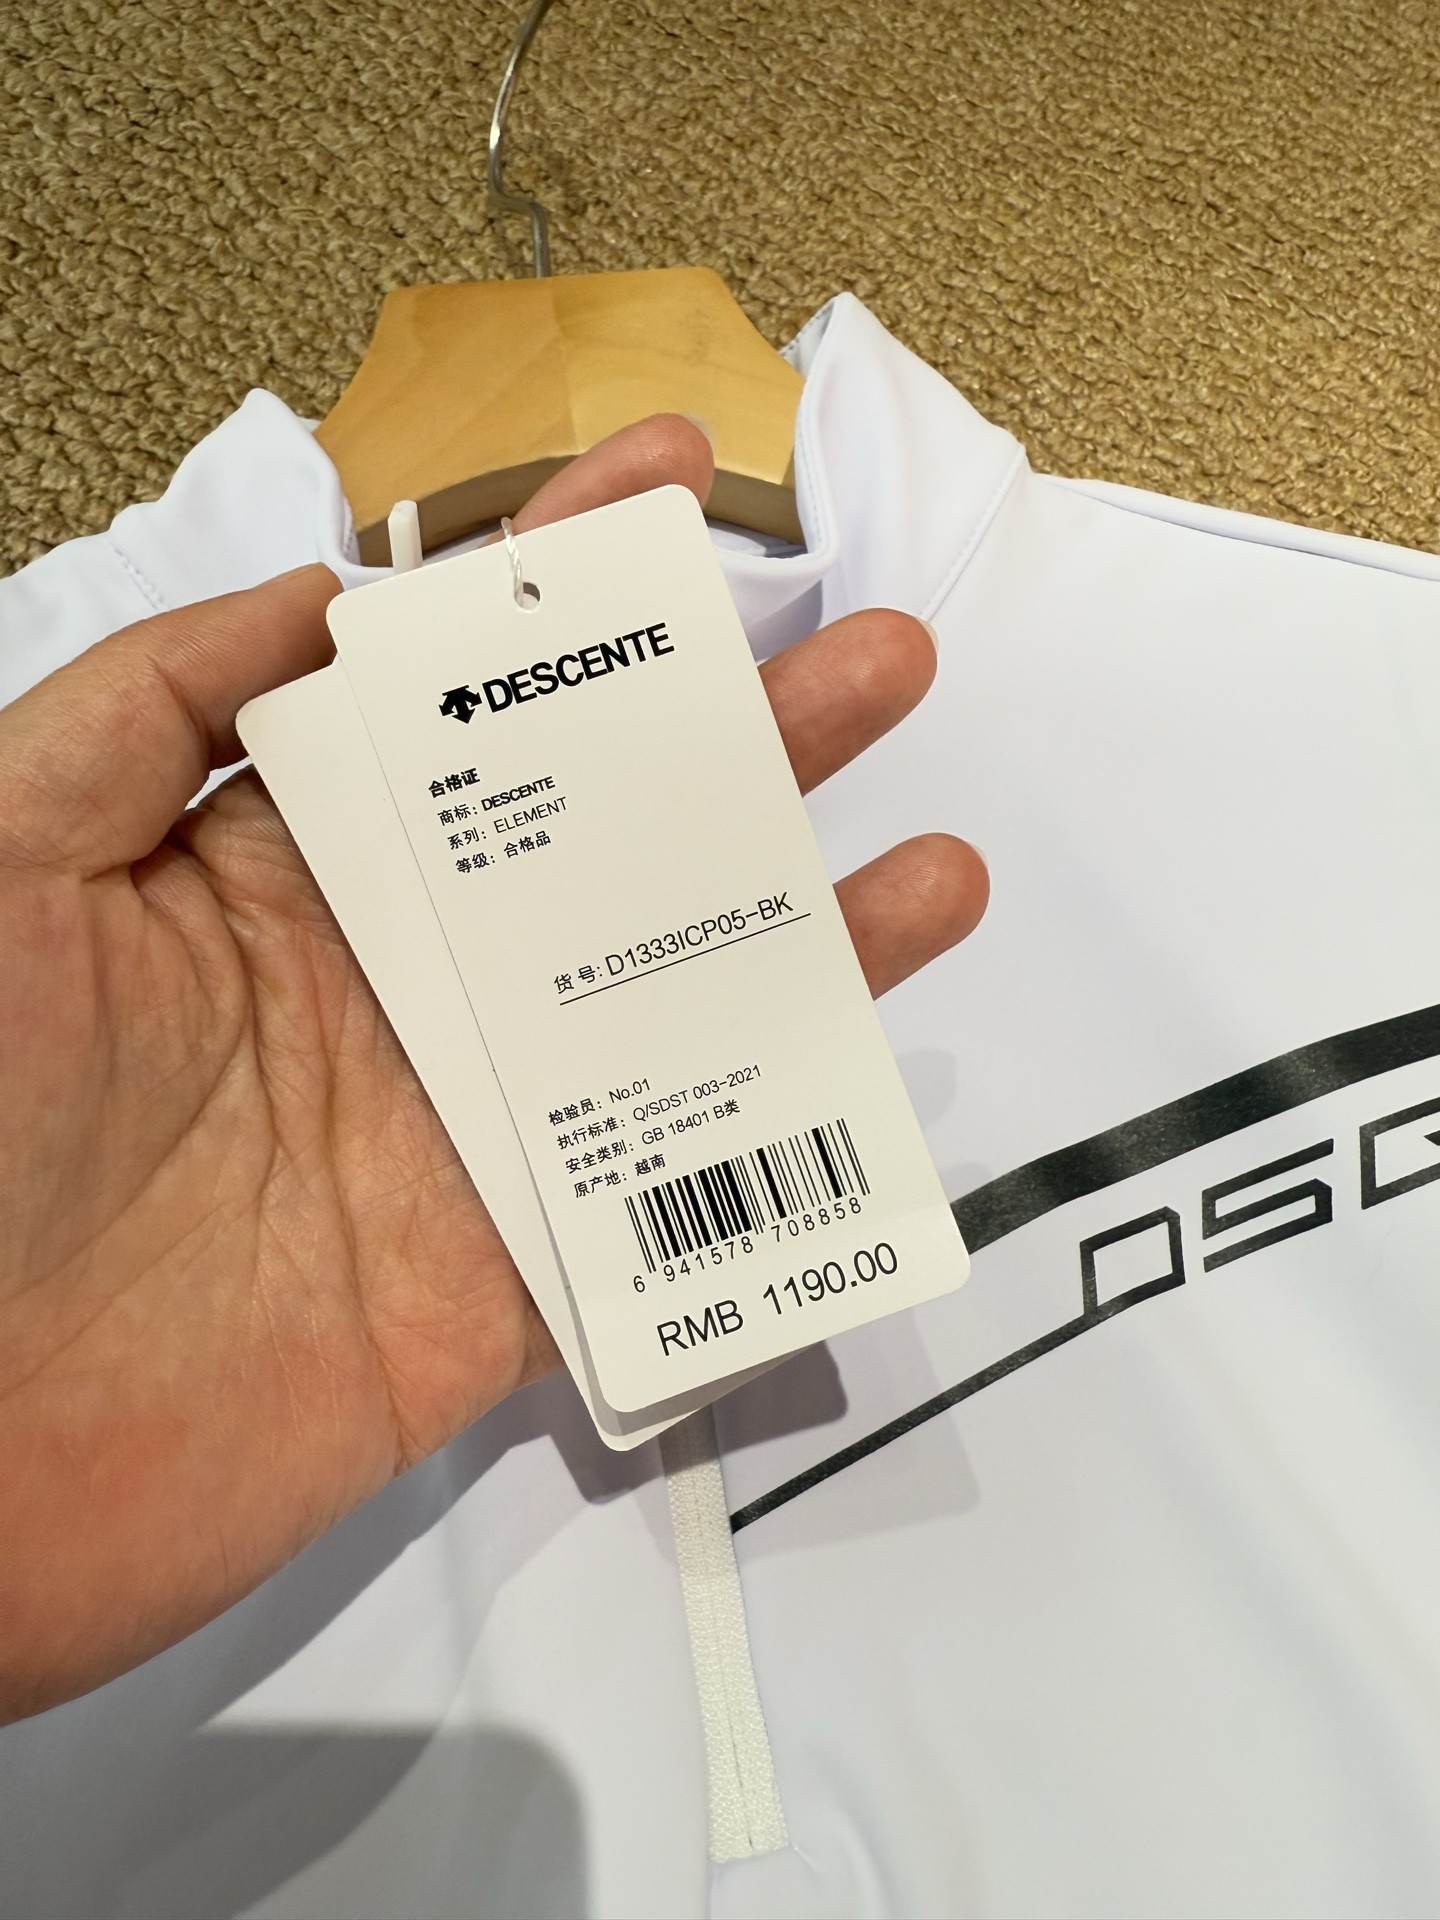 DESCENTE
合格证
商标: DESCENTE
系列: ELEMENT
等级: 合格品
货 号: D1333ICP05-BK
检验员: No.01
执行标准: Q/SDST 003-2021
安全类别: GB 18401 B类
原产地: 越南
6 941578 708858
RMB 1190.00
DSQ